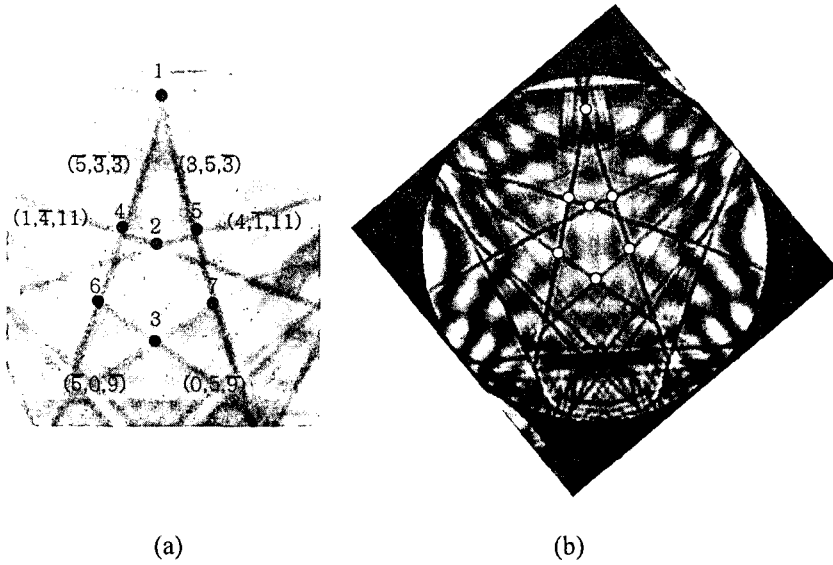 1
(5,3̅,3̅) (3,5̅,3̅)
(1,4̅,11) 4 2 5 (4,1̅,11)
6 7
3
(5̅,0,9̅) (0,5,9̅)
(a) (b)